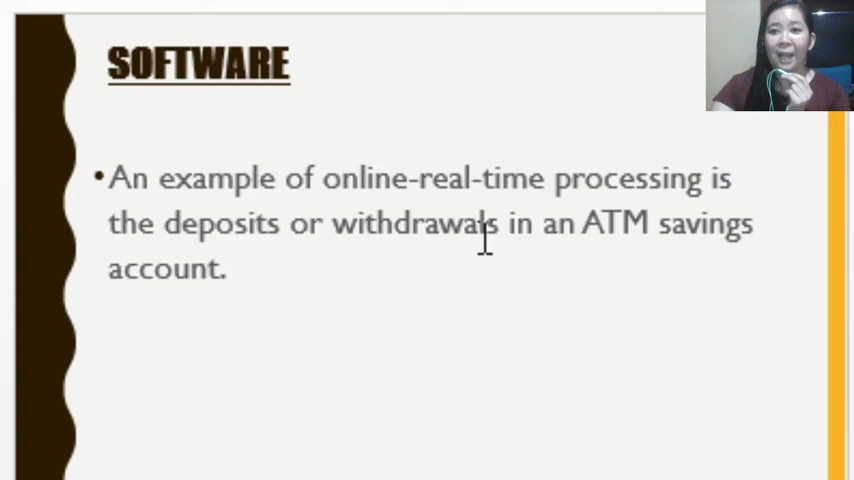 SOFTWARE
•An example of online-real-time processing is
the deposits or withdrawals in an ATM savings
account.